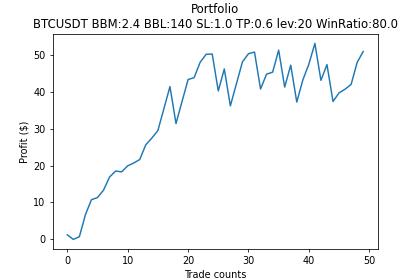 Portfolio
BTCUSDT BBM:2.4 BBL:140 SL:1.0 TP:0.6 lev:20 WinRatio:80.0
50
40
30
20
10
0
Profit ($)
0 10 20 30 40 50
Trade counts